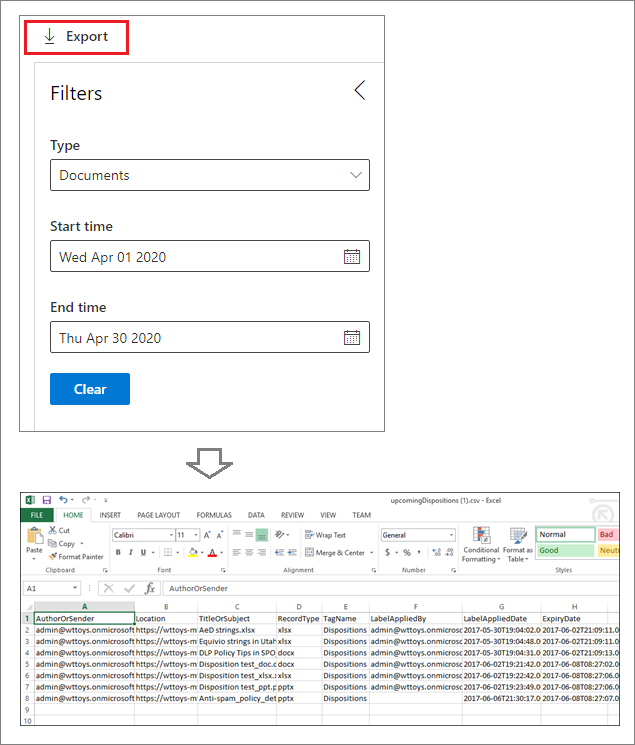 Export
Filters
Type
Documents
Start time
Wed Apr 01 2020
End time
Thu Apr 30 2020
Clear
upcomingDispositions (1).csv - Excel
FILE HOME INSERT PAGE LAYOUT FORMULAS DATA REVIEW VIEW TEAM
Cut
Copy
Format Painter
Paste
Clipboard
Calibri 11 A A
B I U A
Font
Wrap Text
Merge & Center
Alignment
General
$ % ,
Number
Conditional Formatting
Format as Table
Normal Bad
Good Neutr
Styles
A1 fx AuthorOrSender
A B C D E F G H
1 AuthorOrSender Location TitleOrSubject RecordType TagName LabelAppliedBy LabelAppliedDate ExpiryDate
2 admin@wttoys.onmicrosoft https://wttoys-m AeD strings.xlsx xlsx Dispositions admin@wttoys.onmicrosc 2017-05-30T19:04:02.0 2017-06-02T21:09:11.0
3 admin@wttoys.onmicrosoft https://wttoys-m Equivio strings in Utah xlsx Dispositions admin@wttoys.onmicrosc 2017-05-30T19:04:48.0 2017-06-02T21:09:11.0
4 admin@wttoys.onmicrosoft https://wttoys-m DLP Policy Tips in SPO docx Dispositions admin@wttoys.onmicrosc 2017-05-30T19:04:31.0 2017-06-02T21:09:13.0
5 admin@wttoys.onmicrosoft https://wttoys-m Disposition test_doc.c docx Dispositions admin@wttoys.onmicrosc 2017-06-02T19:21:42.0 2017-06-08T08:27:02.0
6 admin@wttoys.onmicrosoft https://wttoys-m Disposition test_xlsx.x xlsx Dispositions admin@wttoys.onmicrosc 2017-06-02T19:22:42.0 2017-06-08T08:27:06.0
7 admin@wttoys.onmicrosoft https://wttoys-m Disposition test_ppt.p pptx Dispositions admin@wttoys.onmicrosc 2017-06-02T19:23:49.0 2017-06-08T08:27:06.0
8 admin@wttoys.onmicrosoft https://wttoys-m Anti-spam_policy_det pptx Dispositions 2017-06-06T21:30:17.0 2017-06-08T08:27:07.0
9
10